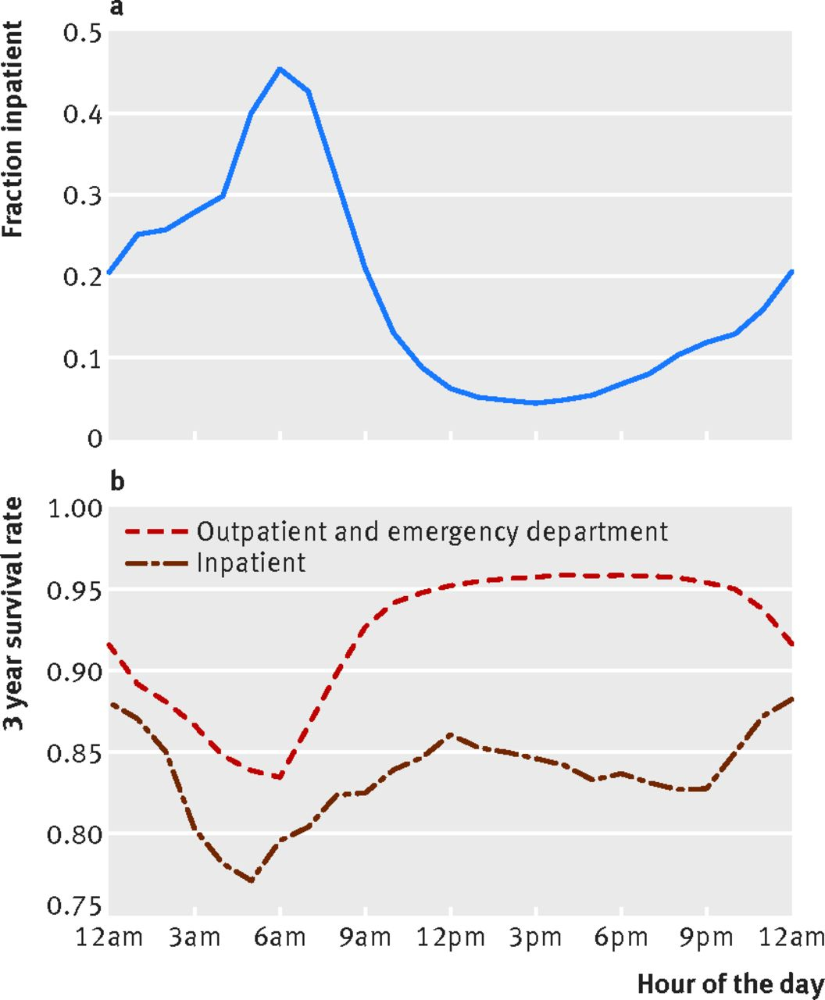 a
Fraction inpatient
0.5
0.4
0.3
0.2
0.1
0
b
3 year survival rate
1.00
0.95
0.90
0.85
0.80
0.75
Outpatient and emergency department
Inpatient
12am 3am 6am 9am 12pm 3pm 6pm 9pm 12am
Hour of the day